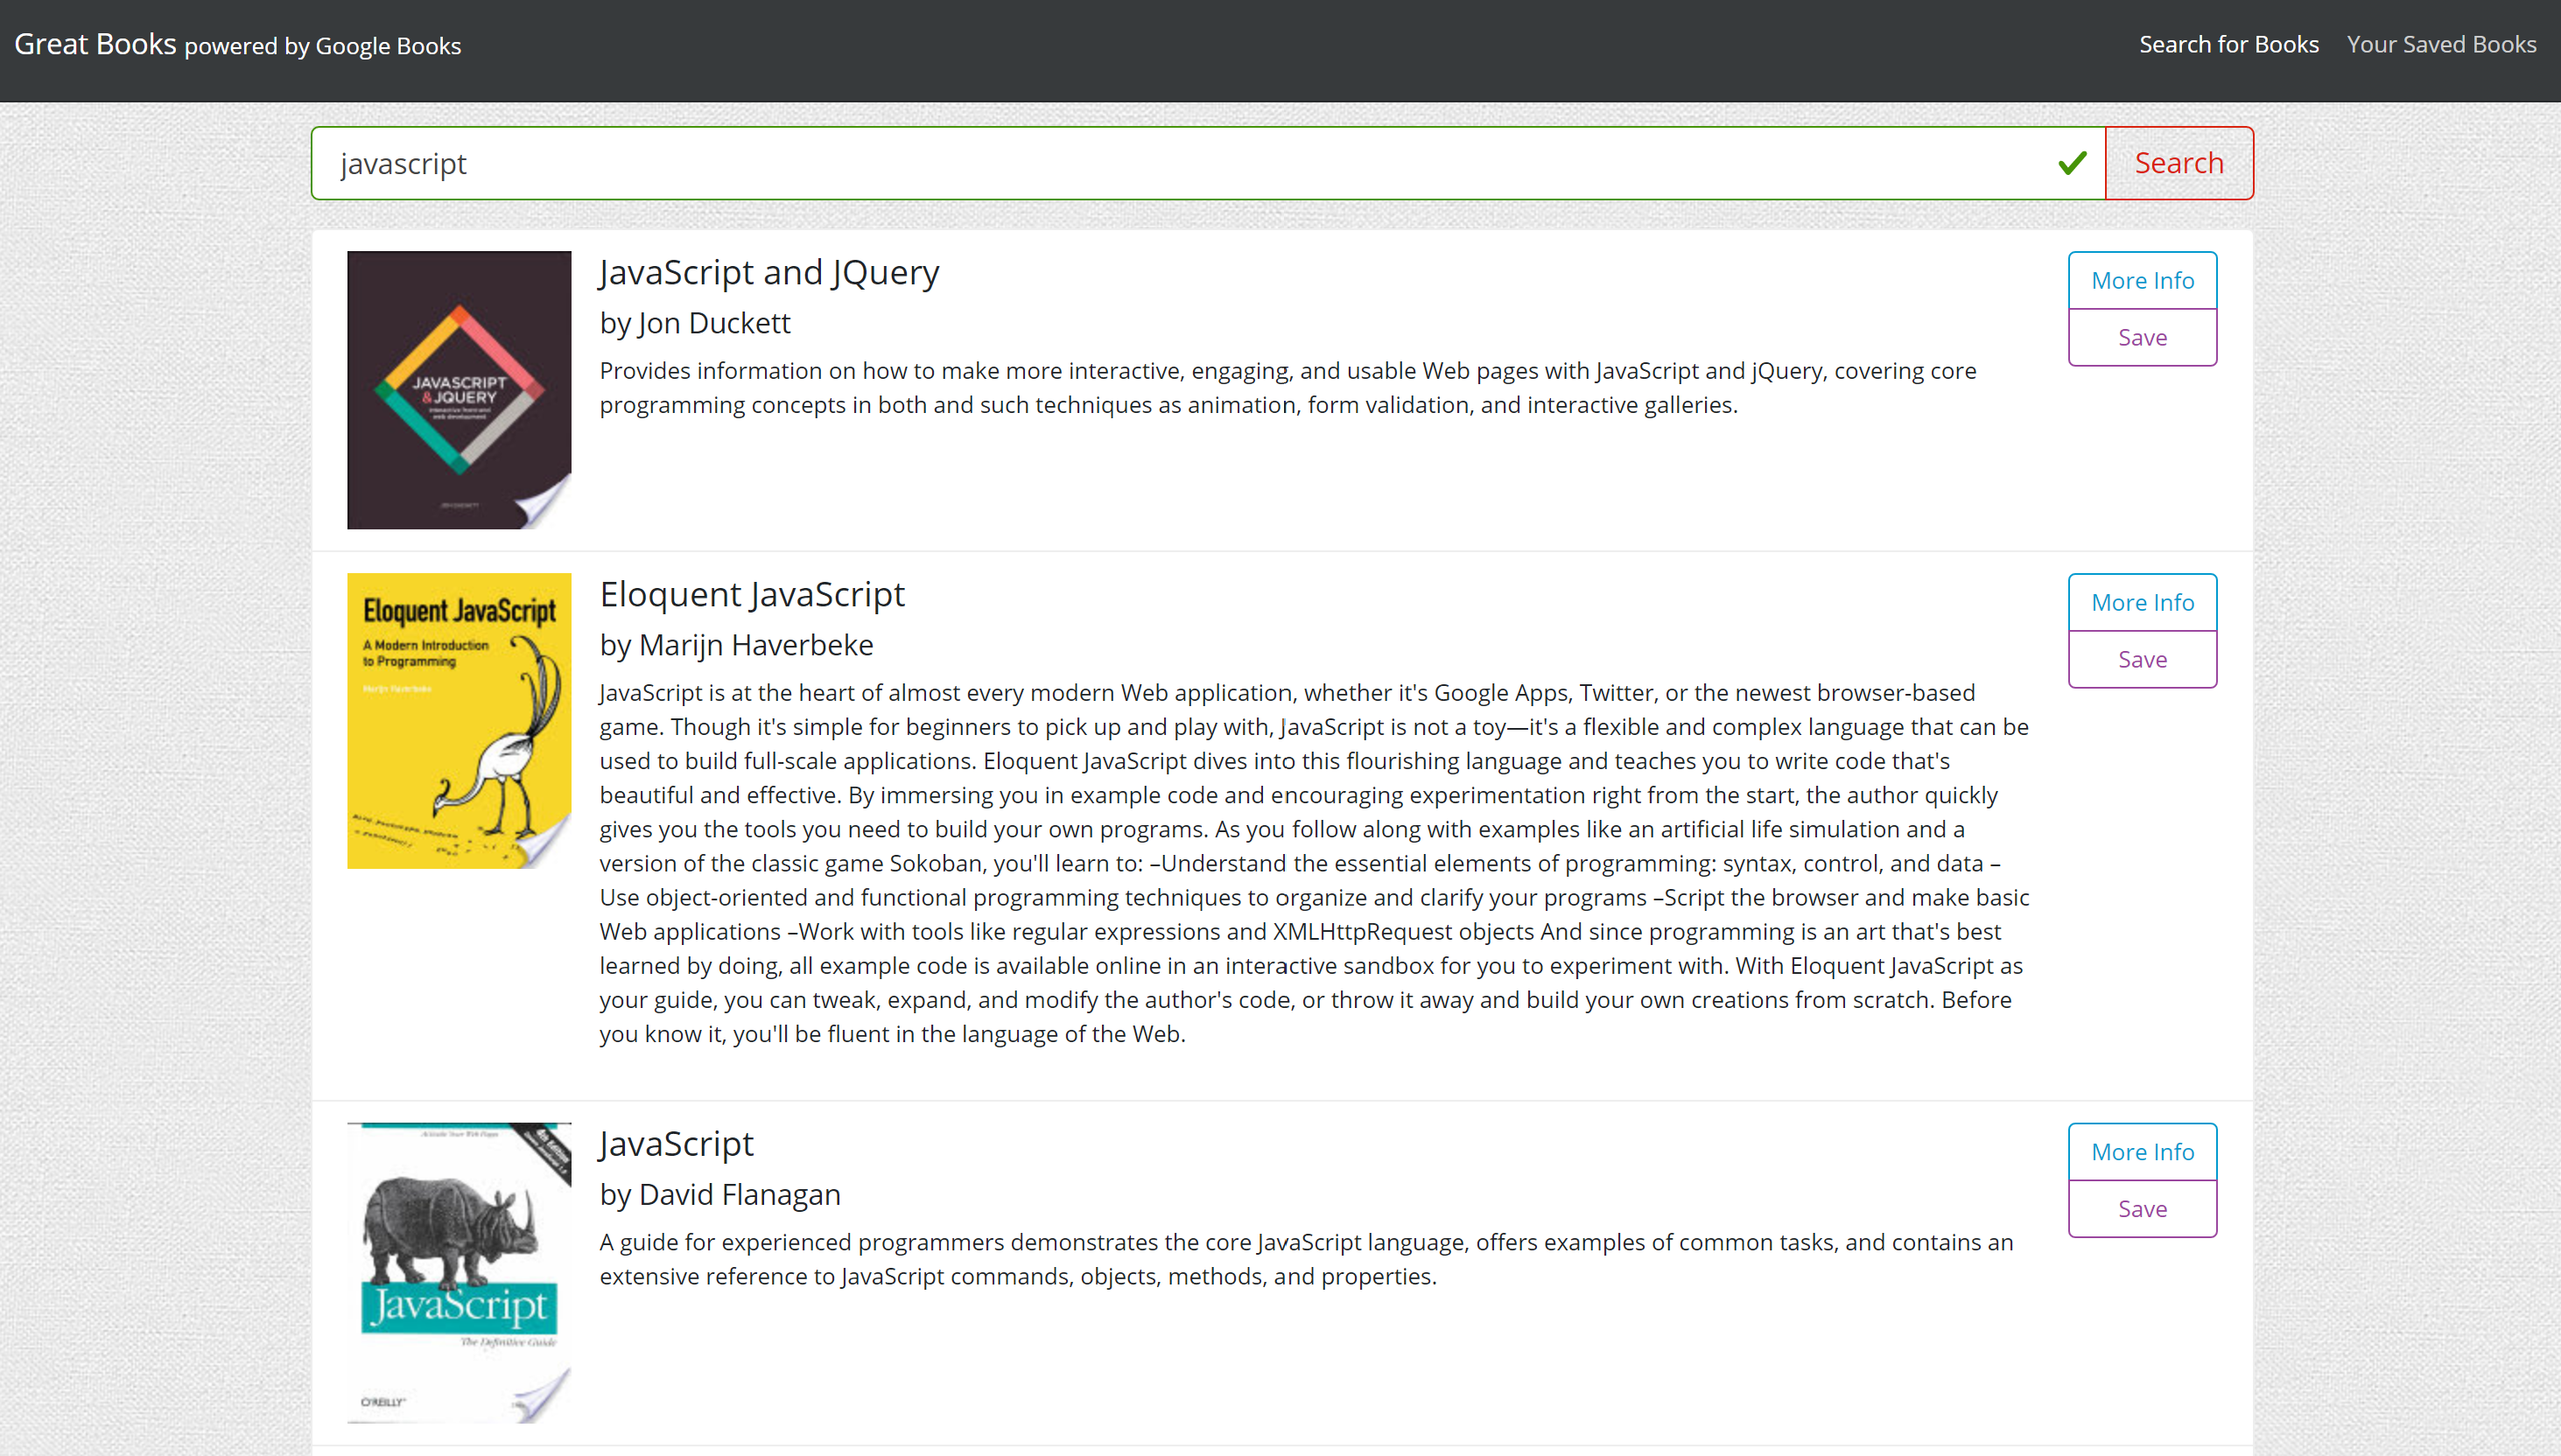 Great Books powered by Google Books
Search for Books
Your Saved Books
javascript
Search
JAVASCRIPT
&JQUERY
interactive front-end
web development
JON DUCKETT
JavaScript and JQuery
by Jon Duckett
Provides information on how to make more interactive, engaging, and usable Web pages with JavaScript and jQuery, covering core
programming concepts in both and such techniques as animation, form validation, and interactive galleries.
More Info
Save
Eloquent JavaScript
A Modern Introduction
to Programming
Marijn Haverbeke
Eloquent JavaScript
by Marijn Haverbeke
JavaScript is at the heart of almost every modern Web application, whether it's Google Apps, Twitter, or the newest browser-based
game. Though it's simple for beginners to pick up and play with, JavaScript is not a toy—it's a flexible and complex language that can be
used to build full-scale applications. Eloquent JavaScript dives into this flourishing language and teaches you to write code that's
beautiful and effective. By immersing you in example code and encouraging experimentation right from the start, the author quickly
gives you the tools you need to build your own programs. As you follow along with examples like an artificial life simulation and a
version of the classic game Sokoban, you'll learn to: –Understand the essential elements of programming: syntax, control, and data –
Use object-oriented and functional programming techniques to organize and clarify your programs –Script the browser and make basic
Web applications –Work with tools like regular expressions and XMLHttpRequest objects And since programming is an art that's best
learned by doing, all example code is available online in an interactive sandbox for you to experiment with. With Eloquent JavaScript as
your guide, you can tweak, expand, and modify the author's code, or throw it away and build your own creations from scratch. Before
you know it, you'll be fluent in the language of the Web.
More Info
Save
Activate Your Web Pages
4th Edition
JavaScript
The Definitive Guide
O'REILLY
JavaScript
by David Flanagan
A guide for experienced programmers demonstrates the core JavaScript language, offers examples of common tasks, and contains an
extensive reference to JavaScript commands, objects, methods, and properties.
More Info
Save